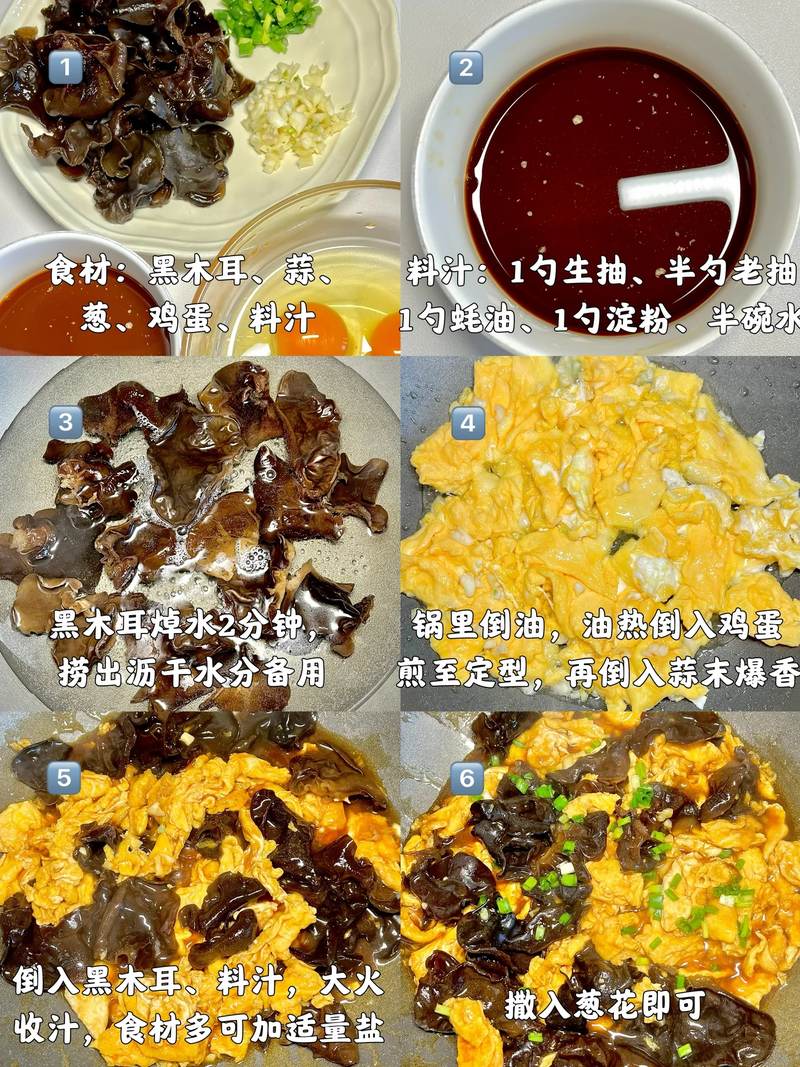 1
食材：黑木耳、蒜、
葱、鸡蛋、料汁
2
料汁：1勺生抽、半勺老抽
1勺蚝油、1勺淀粉、半碗水
3
黑木耳焯水2分钟，
捞出沥干水分备用
4
锅里倒油，油热倒入鸡蛋
煎至定型，再倒入蒜末爆香
5
倒入黑木耳、料汁，大火
收汁，食材多可加适量盐
6
撒入葱花即可